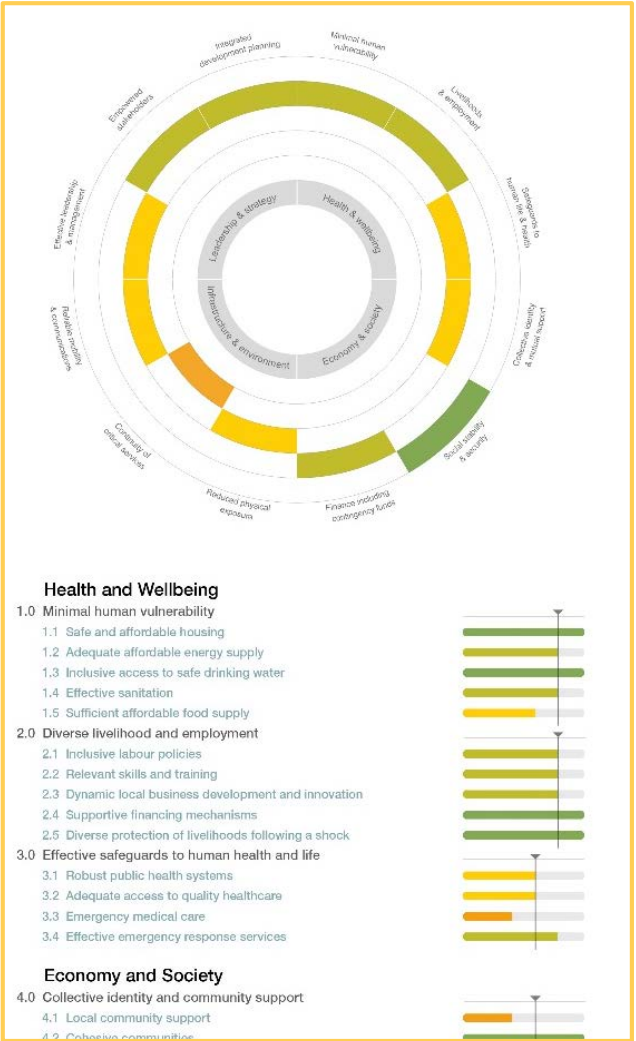 Integrated
development planning
Minimal human
vulnerability
Livelihoods
& employment
Safeguards to
human life & health
Collective identity
& mutual support
Social stability
& security
Finance including
contingency funds
Reduced physical
exposure
Continuity of
critical services
Reliable mobility
& communications
Effective leadership
& management
Empowered
stakeholders
Leadership & strategy
Health & wellbeing
Infrastructure & environment
Economy & society
Health and Wellbeing
1.0 Minimal human vulnerability
1.1 Safe and affordable housing
1.2 Adequate affordable energy supply
1.3 Inclusive access to safe drinking water
1.4 Effective sanitation
1.5 Sufficient affordable food supply
2.0 Diverse livelihood and employment
2.1 Inclusive labour policies
2.2 Relevant skills and training
2.3 Dynamic local business development and innovation
2.4 Supportive financing mechanisms
2.5 Diverse protection of livelihoods following a shock
3.0 Effective safeguards to human health and life
3.1 Robust public health systems
3.2 Adequate access to quality healthcare
3.3 Emergency medical care
3.4 Effective emergency response services
Economy and Society
4.0 Collective identity and community support
4.1 Local community support
4.2 Cohesive communities